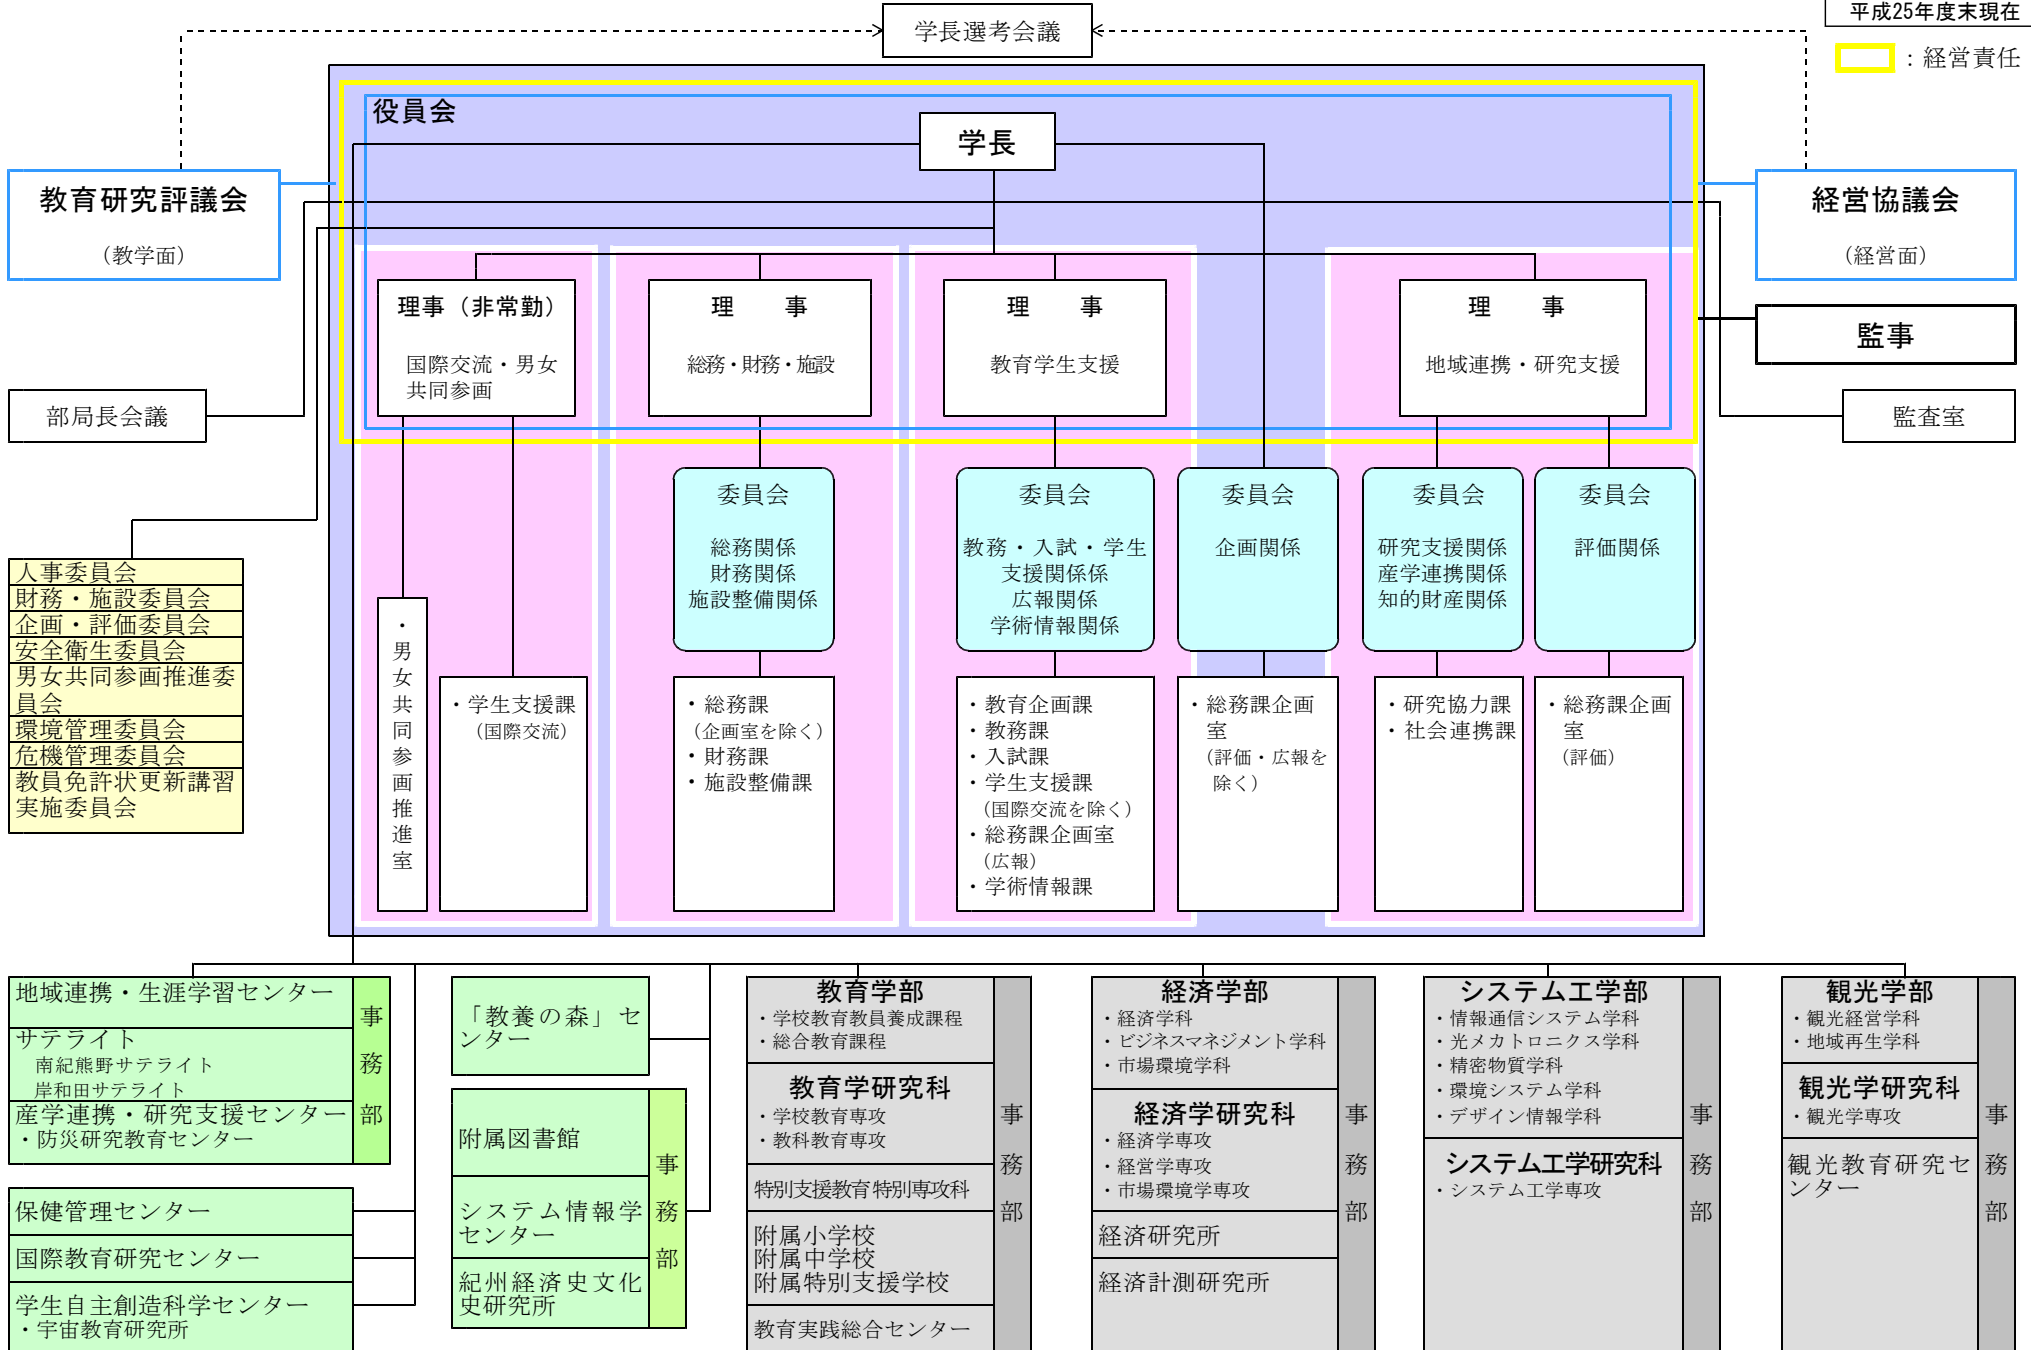 平成25年度末現在
：経営責任
学長選考会議
役員会
学長
教育研究評議会
（教学面）
経営協議会
（経営面）
監事
部局長会議
監査室
理事（非常勤）
国際交流・男女
共同参画
理　事
総務・財務・施設
理　事
教育学生支援
理　事
地域連携・研究支援
委員会
総務関係
財務関係
施設整備関係
委員会
教務・入試・学生
支援関係係
広報関係
学術情報関係
委員会
企画関係
委員会
研究支援関係
産学連携関係
知的財産関係
委員会
評価関係
人事委員会
財務・施設委員会
企画・評価委員会
安全衛生委員会
男女共同参画推進委
員会
環境管理委員会
危機管理委員会
教員免許状更新講習
実施委員会
・男女共同参画推進室
・学生支援課
（国際交流）
・総務課
（企画室を除く）
・財務課
・施設整備課
・教育企画課
・教務課
・入試課
・学生支援課
（国際交流を除く）
・総務課企画室
（広報）
・学術情報課
・総務課企画
室
（評価・広報を
除く）
・研究協力課
・社会連携課
・総務課企画
室
（評価）
地域連携・生涯学習センター
サテライト
南紀熊野サテライト
岸和田サテライト
産学連携・研究支援センター
・防災研究教育センター
事務部
保健管理センター
国際教育研究センター
学生自主創造科学センター
・宇宙教育研究所
「教養の森」セ
ンター
附属図書館
システム情報学
センター
紀州経済史文化
史研究所
事務部
教育学部
・学校教育教員養成課程
・総合教育課程
教育学研究科
・学校教育専攻
・教科教育専攻
特別支援教育特別専攻科
附属小学校
附属中学校
附属特別支援学校
教育実践総合センター
事務部
経済学部
・経済学科
・ビジネスマネジメント学科
・市場環境学科
経済学研究科
・経済学専攻
・経営学専攻
・市場環境学専攻
経済研究所
経済計測研究所
事務部
システム工学部
・情報通信システム学科
・光メカトロニクス学科
・精密物質学科
・環境システム学科
・デザイン情報学科
システム工学研究科
・システム工学専攻
事務部
観光学部
・観光経営学科
・地域再生学科
観光学研究科
・観光学専攻
観光教育研究セ
ンター
事務部